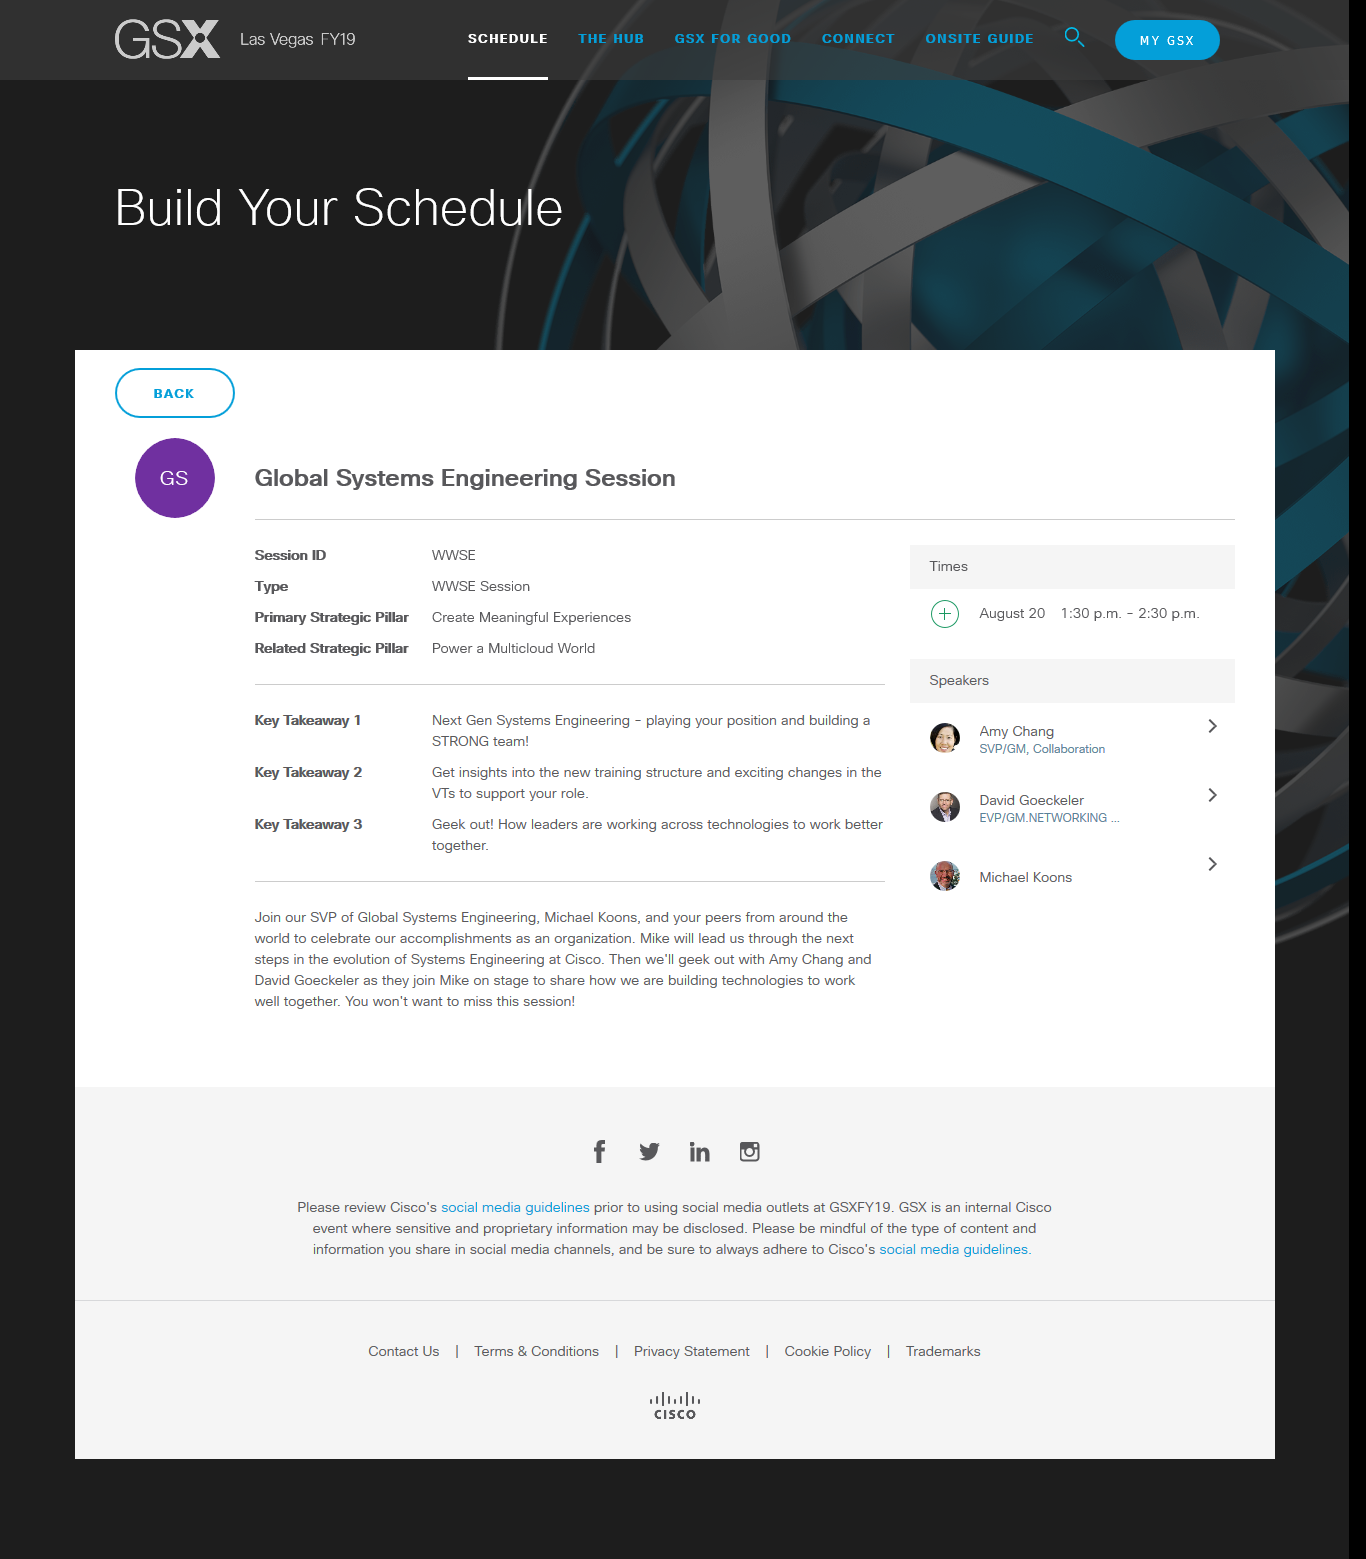 GSX Las Vegas FY19
SCHEDULE THE HUB GSX FOR GOOD CONNECT ONSITE GUIDE MY GSX
Build Your Schedule
BACK
GS
Global Systems Engineering Session
Session ID WWSE
Type WWSE Session
Primary Strategic Pillar Create Meaningful Experiences
Related Strategic Pillar Power a Multicloud World
Key Takeaway 1 Next Gen Systems Engineering - playing your position and building a
STRONG team!
Key Takeaway 2 Get insights into the new training structure and exciting changes in the
VTs to support your role.
Key Takeaway 3 Geek out! How leaders are working across technologies to work better
together.
Join our SVP of Global Systems Engineering, Michael Koons, and your peers from around the
world to celebrate our accomplishments as an organization. Mike will lead us through the next
steps in the evolution of Systems Engineering at Cisco. Then we'll geek out with Amy Chang and
David Goeckeler as they join Mike on stage to share how we are building technologies to work
well together. You won't want to miss this session!
Times
August 20 1:30 p.m. - 2:30 p.m.
Speakers
Amy Chang
SVP/GM, Collaboration
David Goeckeler
EVP/GM.NETWORKING ...
Michael Koons
Please review Cisco's social media guidelines prior to using social media outlets at GSXFY19. GSX is an internal Cisco
event where sensitive and proprietary information may be disclosed. Please be mindful of the type of content and
information you share in social media channels, and be sure to always adhere to Cisco's social media guidelines.
Contact Us | Terms & Conditions | Privacy Statement | Cookie Policy | Trademarks
CISCO